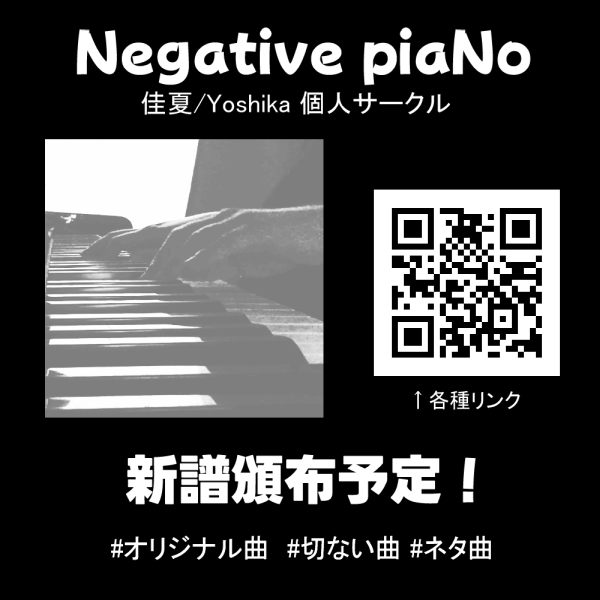 Negative piaNo
佳夏/Yoshika 個人サークル
↑各種リンク
新譜頒布予定！
#オリジナル曲 #切ない曲 #ネタ曲